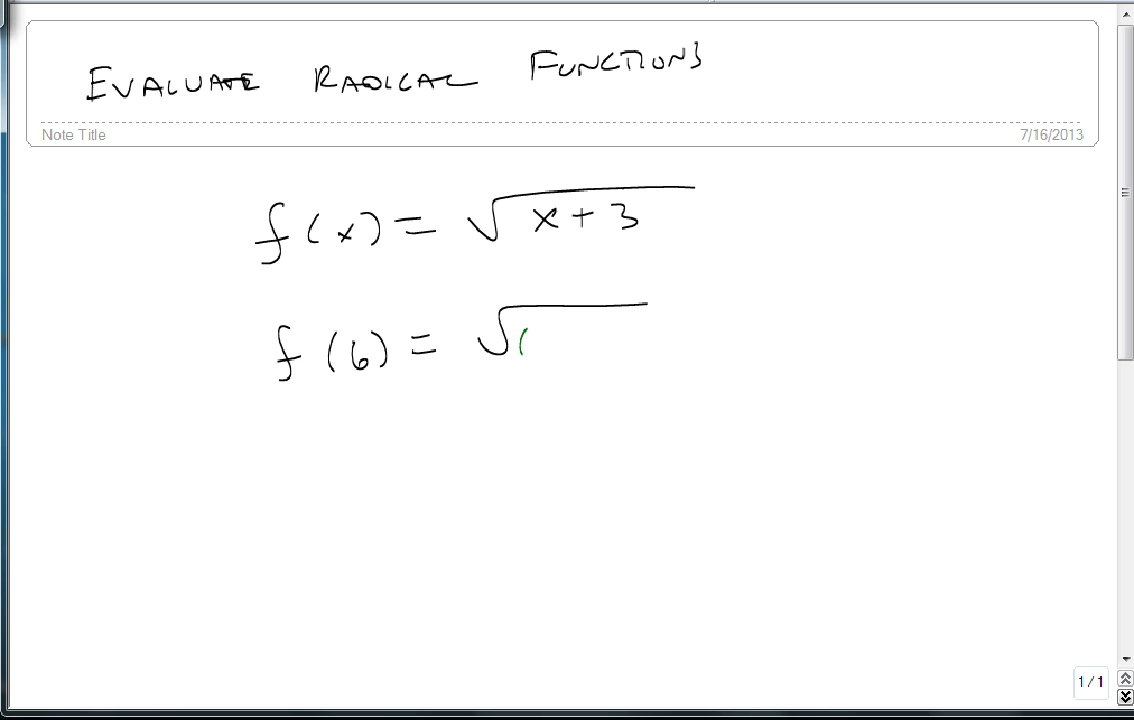 EVALUATE RADICAL FUNCTIONS
Note Title 7/16/2013
f(x) = √x+3
f(6) = √(
1/1